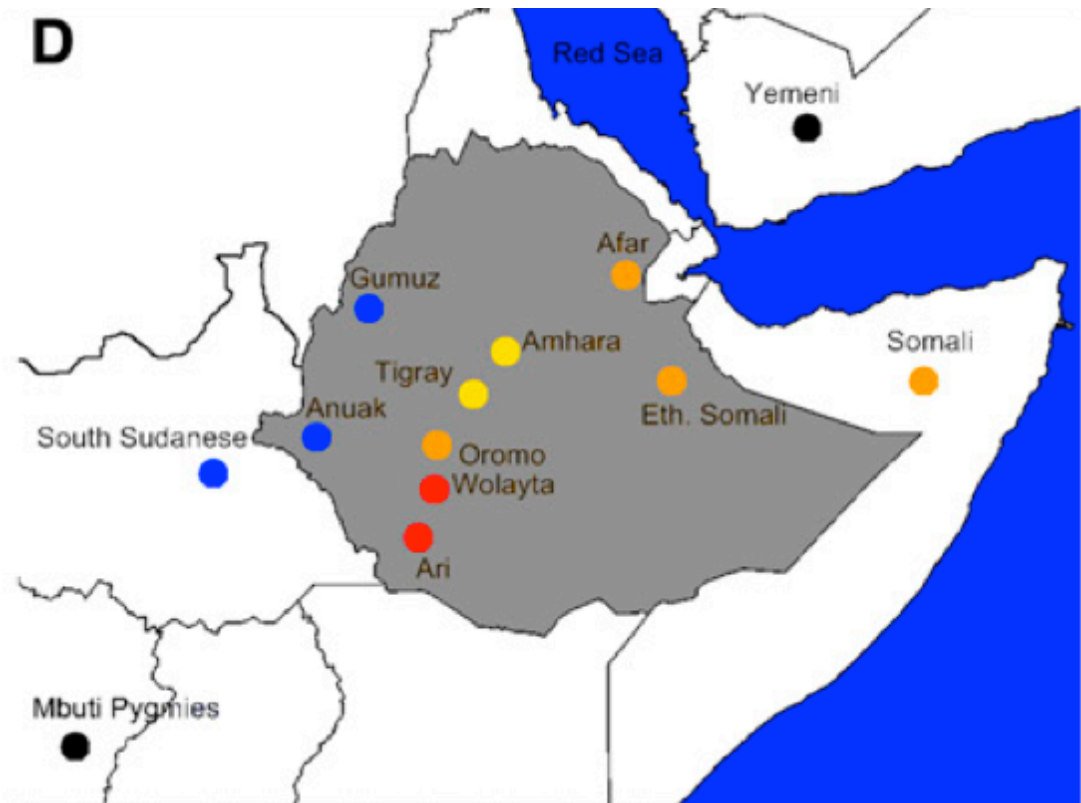 D
Red Sea
Yemeni
Afar
Gumuz
Amhara
Somali
Tigray
Eth. Somali
Anuak
South Sudanese
Oromo
Wolayta
Ari
Mbuti Pygmies